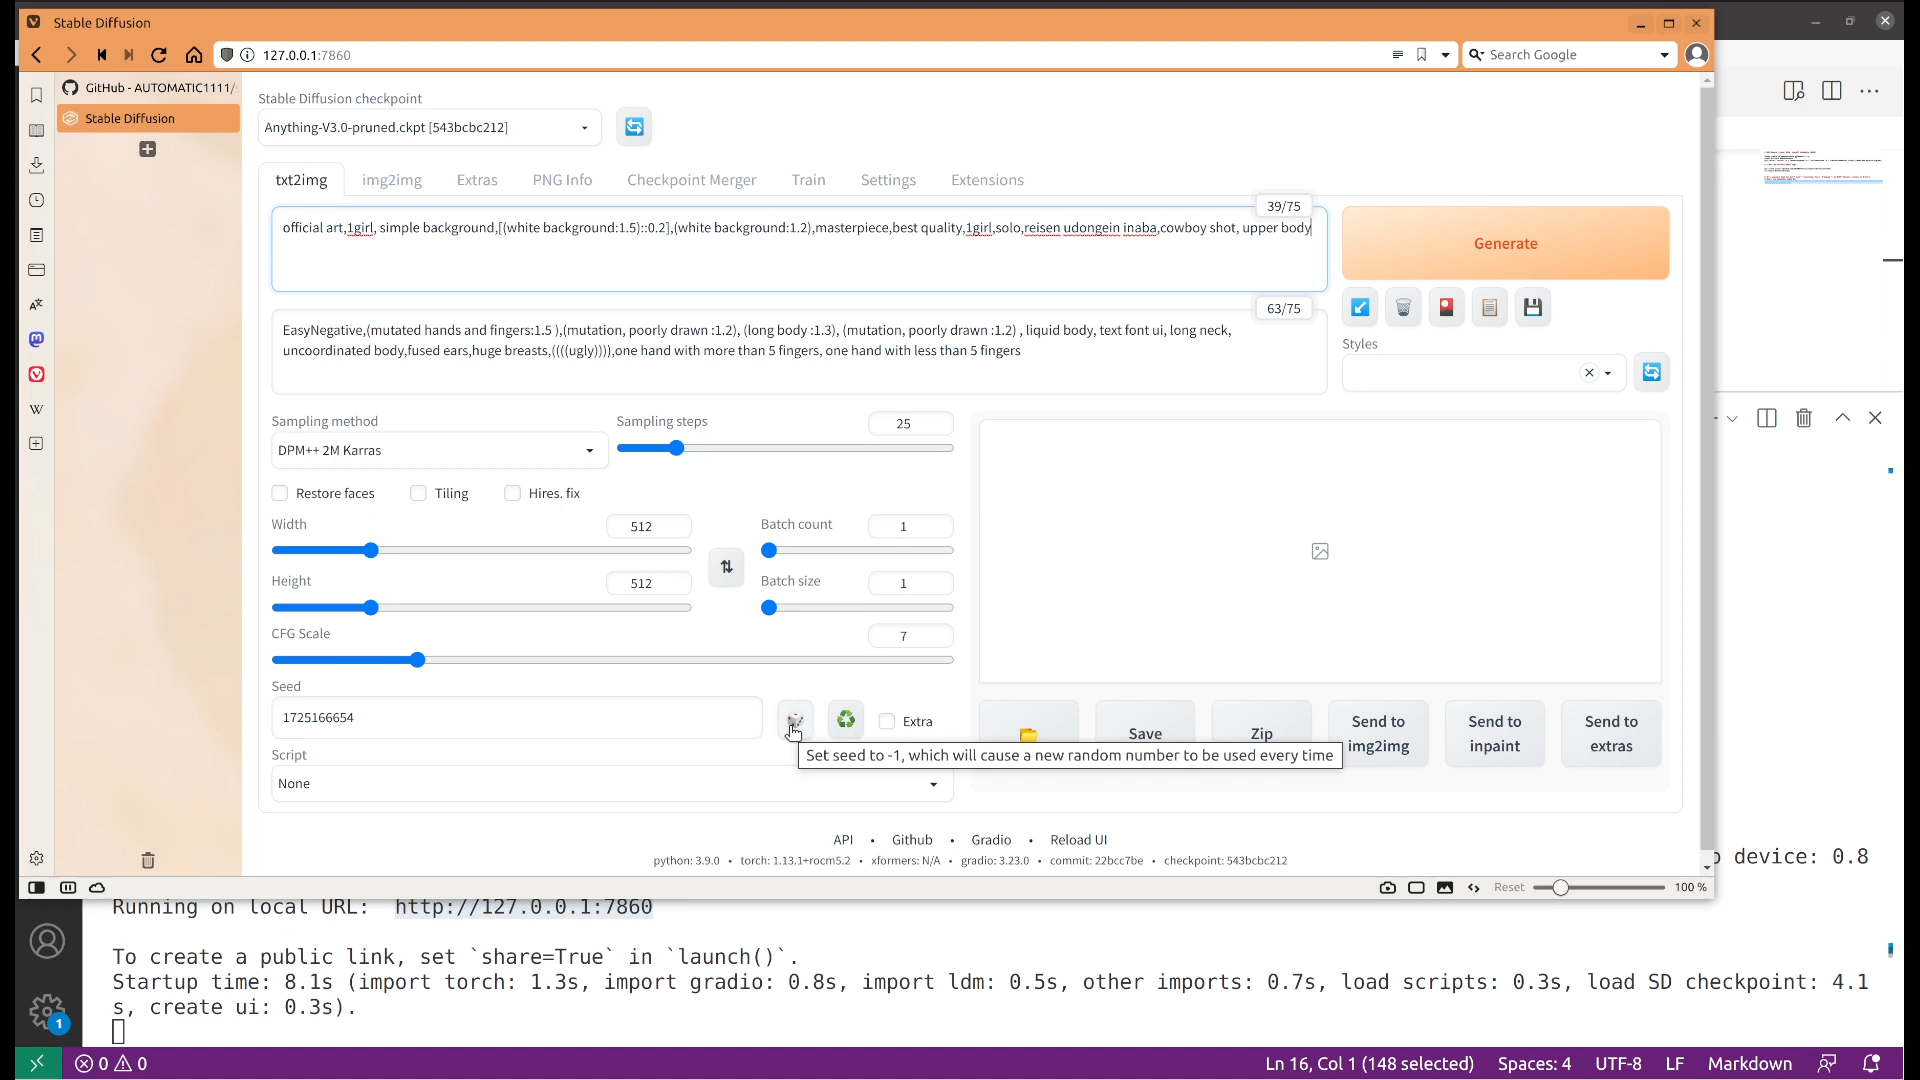 Stable Diffusion
127.0.0.1:7860
Search Google
GitHub - AUTOMATIC1111/
Stable Diffusion
Stable Diffusion checkpoint
Anything-V3.0-pruned.ckpt [543bcbc212]
txt2img
img2img
Extras
PNG Info
Checkpoint Merger
Train
Settings
Extensions
39/75
official art,1girl, simple background,[(white background:1.5)::0.2],(white background:1.2),masterpiece,best quality,1girl,solo,reisen udongein inaba,cowboy shot, upper body
Generate
63/75
EasyNegative,(mutated hands and fingers:1.5 ),(mutation, poorly drawn :1.2), (long body :1.3), (mutation, poorly drawn :1.2) , liquid body, text font ui, long neck,
uncoordinated body,fused ears,huge breasts,((((ugly)))),one hand with more than 5 fingers, one hand with less than 5 fingers
Styles
Sampling method
DPM++ 2M Karras
Sampling steps
25
Restore faces
Tiling
Hires. fix
Width
512
Batch count
1
Height
512
Batch size
1
CFG Scale
7
Seed
1725166654
Extra
Save
Zip
Send to
img2img
Send to
inpaint
Send to
extras
Set seed to -1, which will cause a new random number to be used every time
Script
None
API • Github • Gradio • Reload UI
python: 3.9.0 • torch: 1.13.1+rocm5.2 • xformers: N/A • gradio: 3.23.0 • commit: 22bcc7be • checkpoint: 543bcbc212
Reset
100 %
device: 0.8
Running on local URL: http://127.0.0.1:7860
To create a public link, set `share=True` in `launch()`.
Startup time: 8.1s (import torch: 1.3s, import gradio: 0.8s, import ldm: 0.5s, other imports: 0.7s, load scripts: 0.3s, load SD checkpoint: 4.1
s, create ui: 0.3s).
1
0
0
Ln 16, Col 1 (148 selected)
Spaces: 4
UTF-8
LF
Markdown